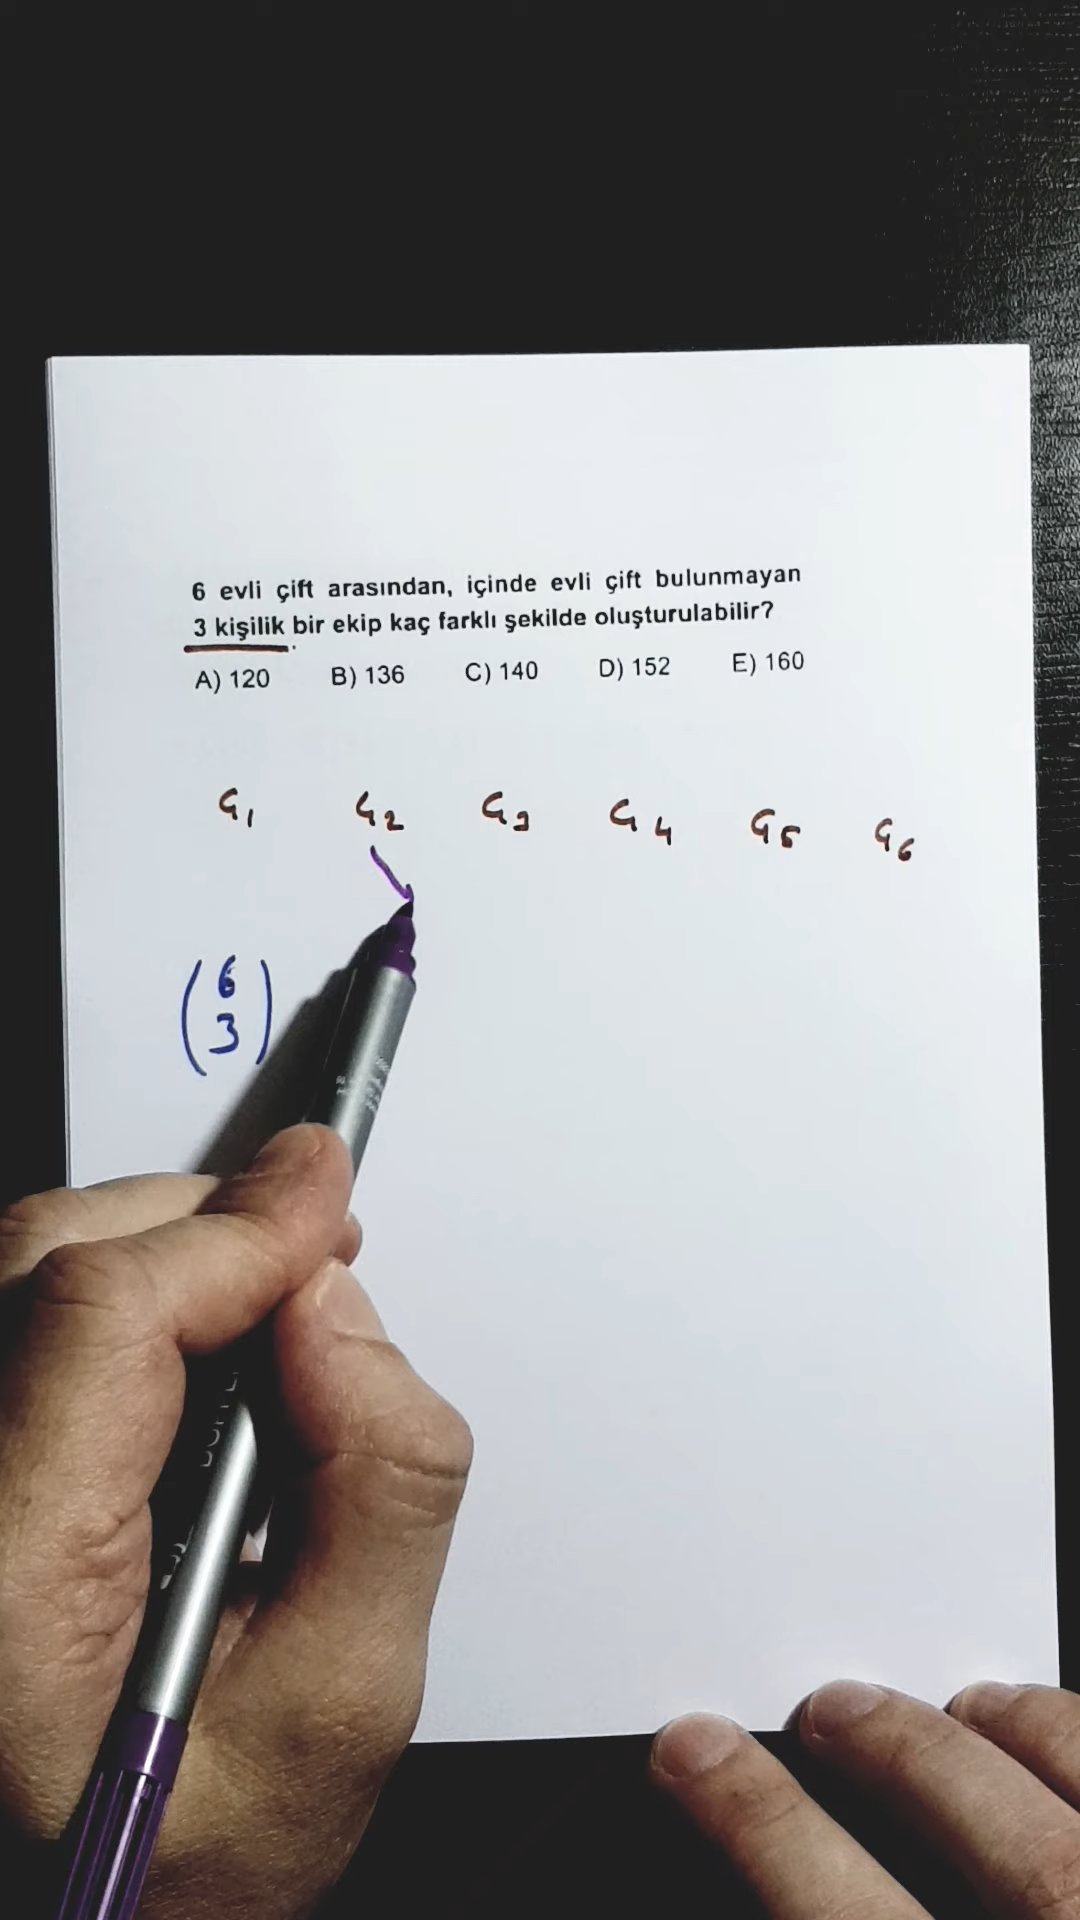 6 evli çift arasından, içinde evli çift bulunmayan
3 kişilik bir ekip kaç farklı şekilde oluşturulabilir?
A) 120 B) 136 C) 140 D) 152 E) 160
Ç1 Ç2 Ç3 Ç4 Ç5 Ç6
(6
3)